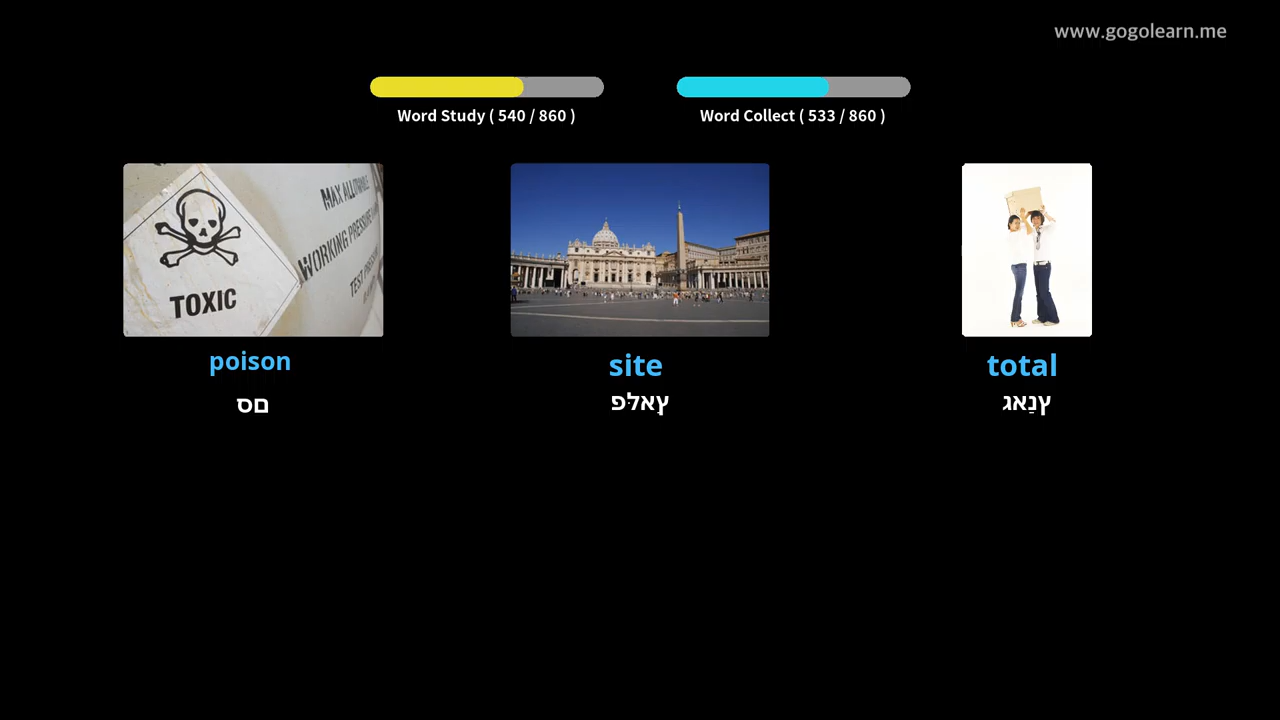 www.gogolearn.me
Word Study ( 540 / 860 )
Word Collect ( 533 / 860 )
MAX ALLOWABLE
WORKING PRESSURE
TOXIC
poison
סם
site
פּלאַץ
total
גאַנץ